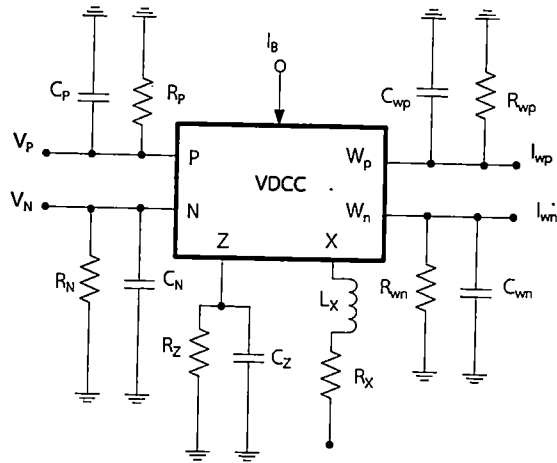 I_B
C_P
R_P
C_wp
R_wp
V_P
P
VDCC
W_p
I_wp
V_N
N
W_n
I_wn
Z
X
R_N
C_N
R_wn
C_wn
L_X
R_Z
C_Z
R_X